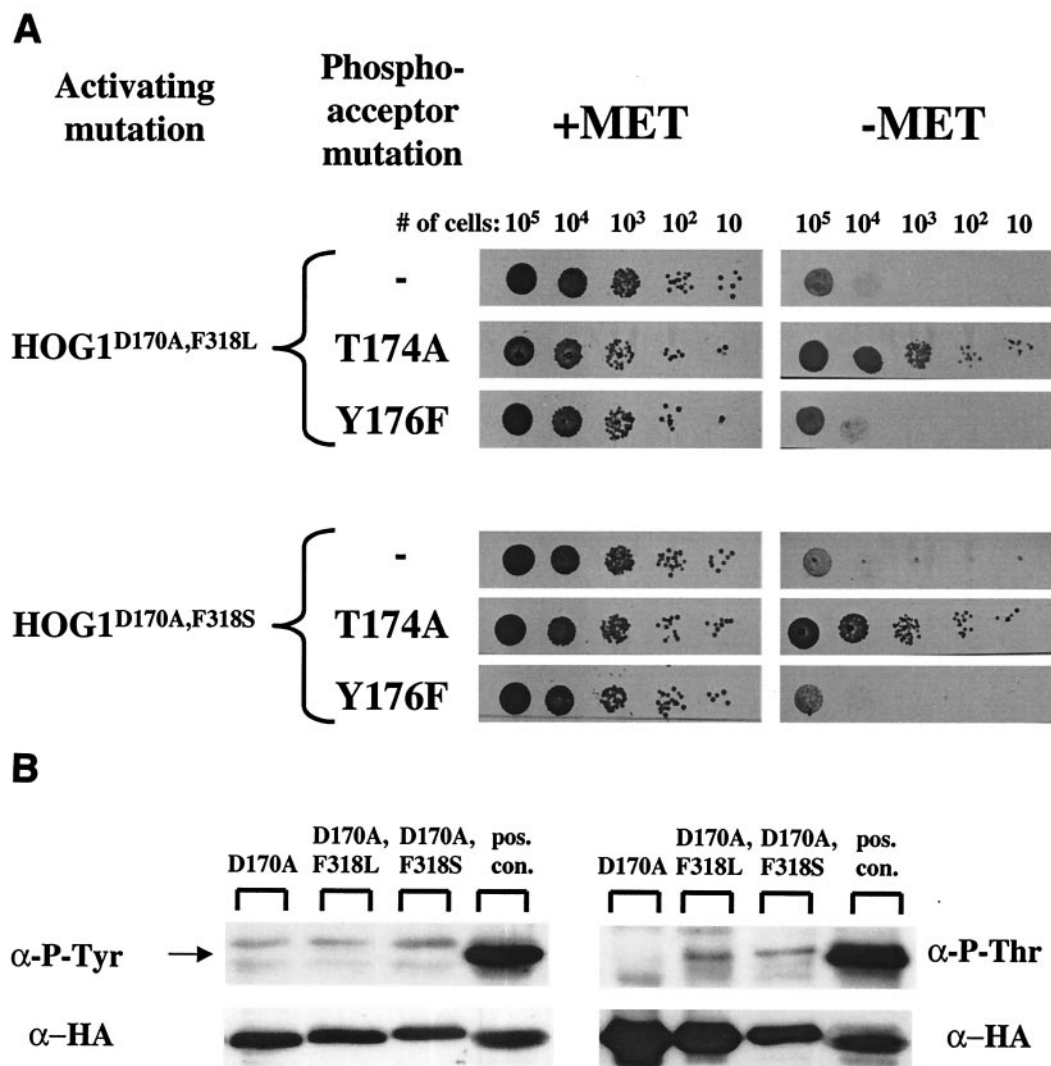 A
Activating
mutation
Phospho-
acceptor
mutation
+MET
-MET
# of cells: 10⁵ 10⁴ 10³ 10² 10
10⁵ 10⁴ 10³ 10² 10
HOG1ᴰ¹⁷⁰ᴬ,ᶠ³¹⁸ᴸ
-
T174A
Y176F
HOG1ᴰ¹⁷⁰ᴬ,ᶠ³¹⁸ˢ
-
T174A
Y176F
B
D170A
D170A,
F318L
D170A,
F318S
pos.
con.
D170A
D170A,
F318L
D170A,
F318S
pos.
con.
α-P-Tyr
α-P-Thr
α–HA
α–HA